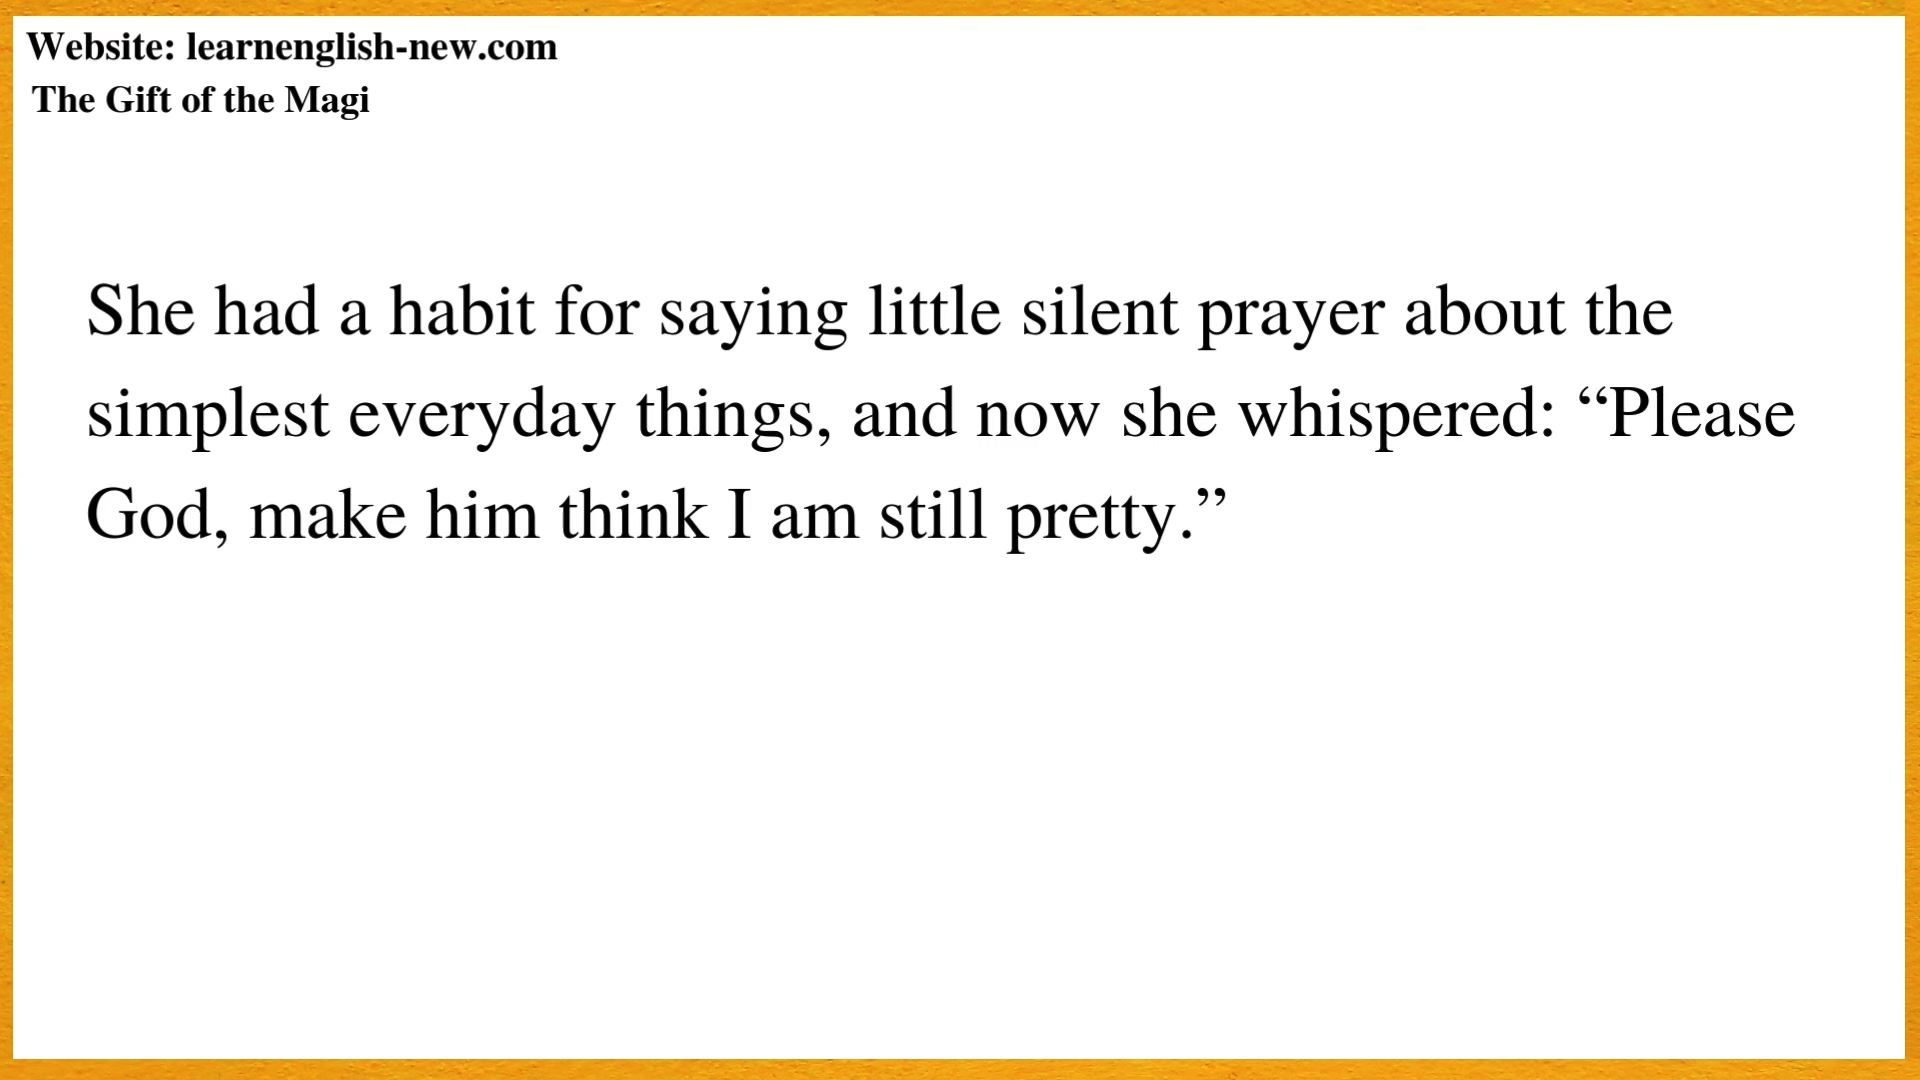 Website: learnenglish-new.com
The Gift of the Magi
She had a habit for saying little silent prayer about the
simplest everyday things, and now she whispered: “Please
God, make him think I am still pretty.”